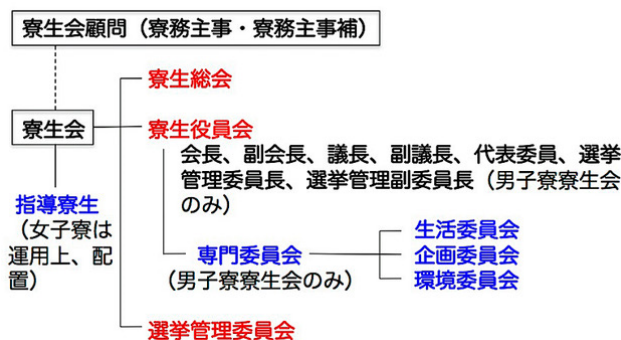 寮生会顧問（寮務主事・寮務主事補）
寮生総会
寮生会
寮生役員会
会長、副会長、議長、副議長、代表委員、選挙
管理委員長、選挙管理副委員長（男子寮寮生会
のみ）
指導寮生
（女子寮は
運用上、配
置）
専門委員会
（男子寮寮生会のみ）
生活委員会
企画委員会
環境委員会
選挙管理委員会